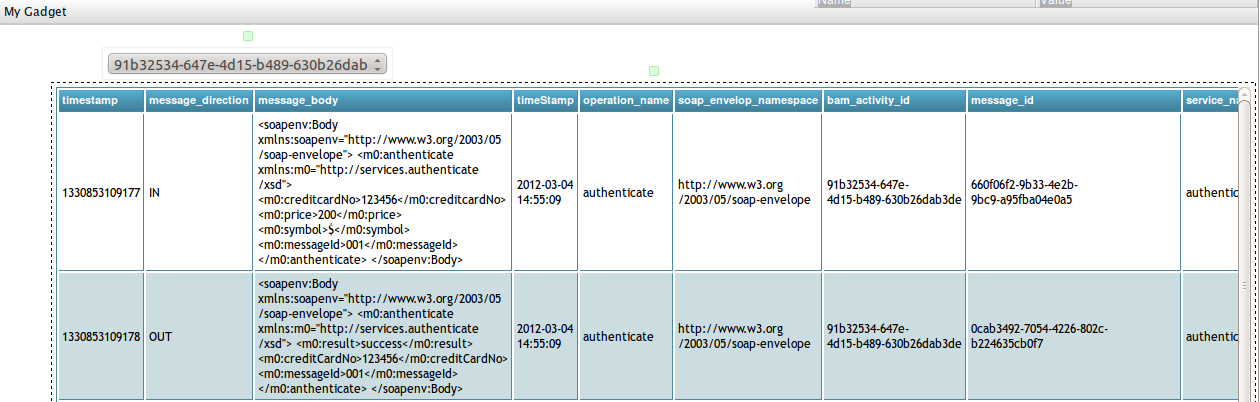 Name Value
My Gadget
91b32534-647e-4d15-b489-630b26dab
timestamp message_direction message_body timeStamp operation_name soap_envelop_namespace bam_activity_id message_id service_na
1330853109177
IN
<soapenv:Body
xmlns:soapenv="http://www.w3.org/2003/05
/soap-envelope"> <m0:anthenticate
xmlns:m0="http://services.authenticate
/xsd">
<m0:creditcardNo>123456</m0:creditcardNo>
<m0:price>200</m0:price>
<m0:symbol>$</m0:symbol>
<m0:messageId>001</m0:messageId>
</m0:anthenticate> </soapenv:Body>
2012-03-04
14:55:09
authenticate
http://www.w3.org
/2003/05/soap-envelope
91b32534-647e-
4d15-b489-630b26dab3de
660f06f2-9b33-4e2b-
9bc9-a95fba04e0a5
authentic
1330853109178
OUT
<soapenv:Body
xmlns:soapenv="http://www.w3.org/2003/05
/soap-envelope"> <m0:anthenticate
xmlns:m0="http://services.authenticate
/xsd"> <m0:result>success</m0:result>
<m0:creditCardNo>123456</m0:creditCardNo>
<m0:messageId>001</m0:messageId>
</m0:anthenticate> </soapenv:Body>
2012-03-04
14:55:09
authenticate
http://www.w3.org
/2003/05/soap-envelope
91b32534-647e-
4d15-b489-630b26dab3de
0cab3492-7054-4226-802c-
b224635cb0f7
authentic